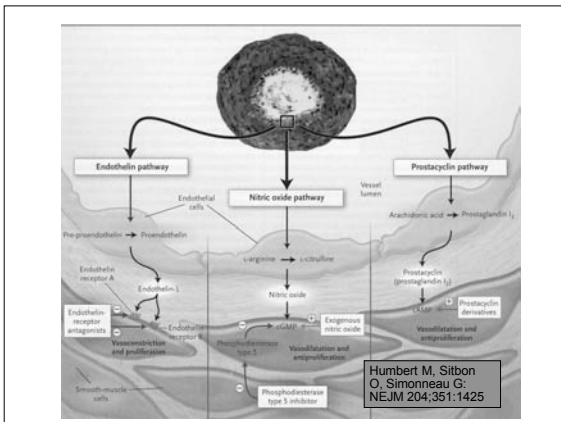 Endothelin pathway
Nitric oxide pathway
Prostacyclin pathway
Vessel
lumen
Endothelial
cells
Arachidonic acid → Prostaglandin I₂
Pre-proendothelin → Proendothelin
L-arginine → L-citrulline
Endothelin
receptor A
Endothelin-1
Nitric oxide
Prostacyclin
(prostaglandin I₂)
Endothelin-
receptor
antagonists
Endothelin
receptor B
Vasoconstriction
and proliferation
cGMP
Exogenous
nitric oxide
Phosphodiesterase
type 5
Vasodilatation and
antiproliferation
cAMP
Prostacyclin
derivatives
Vasodilatation and
antiproliferation
Smooth-muscle
cells
Phosphodiesterase
type 5 inhibitor
Humbert M, Sitbon
O, Simonneau G:
NEJM 204;351:1425